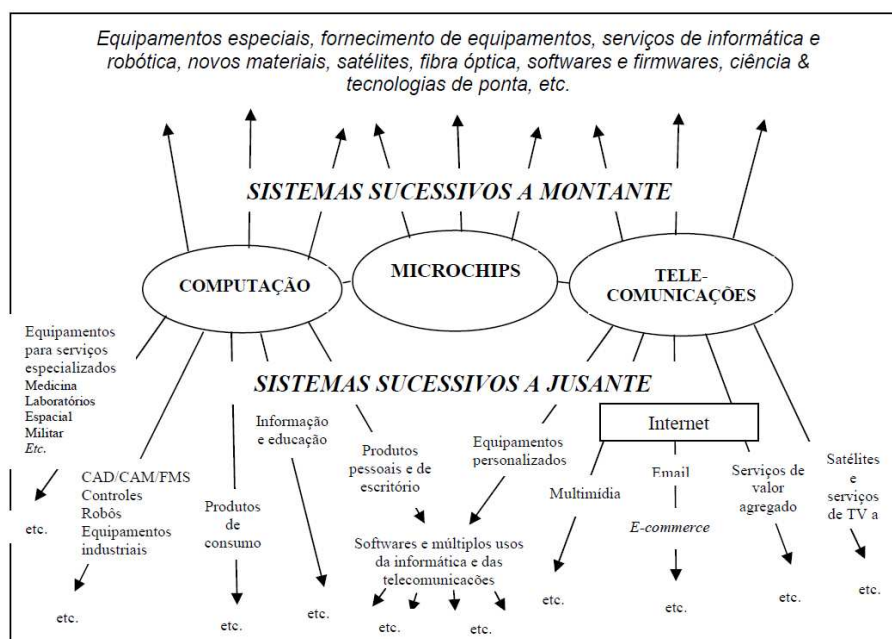 Equipamentos especiais, fornecimento de equipamentos, serviços de informática e
robótica, novos materiais, satélites, fibra óptica, softwares e firmwares, ciência &
tecnologias de ponta, etc.
SISTEMAS SUCESSIVOS A MONTANTE
COMPUTAÇÃO
MICROCHIPS
TELE-
COMUNICAÇÕES
SISTEMAS SUCESSIVOS A JUSANTE
Equipamentos
para serviços
especializados
Medicina
Laboratórios
Espacial
Militar
Etc.
etc.
CAD/CAM/FMS
Controles
Robôs
Equipamentos
industriais
etc.
Produtos
de
consumo
etc.
Informação
e educação
etc.
Produtos
pessoais e de
escritório
Equipamentos
personalizados
Softwares e múltiplos usos
da informática e das
telecomunicações
etc.
etc.
etc.
Internet
Multimídia
etc.
Email
E-commerce
etc.
Serviços de
valor
agregado
etc.
Satélites
e
serviços
de TV a
etc.